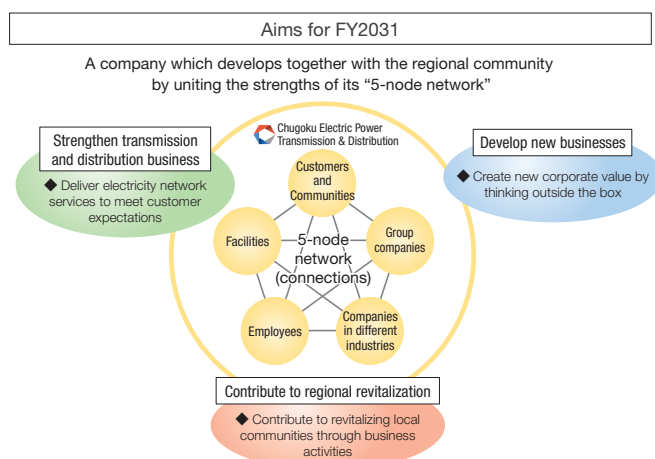 Aims for FY2031
A company which develops together with the regional community
by uniting the strengths of its “5-node network”
Chugoku Electric Power
Transmission & Distribution
Strengthen transmission
and distribution business
◆ Deliver electricity network
services to meet customer
expectations
Develop new businesses
◆ Create new corporate value by
thinking outside the box
Customers
and
Communities
Facilities
5-node
network
(connections)
Group
companies
Employees
Companies
in different
industries
Contribute to regional revitalization
◆ Contribute to revitalizing local
communities through business
activities